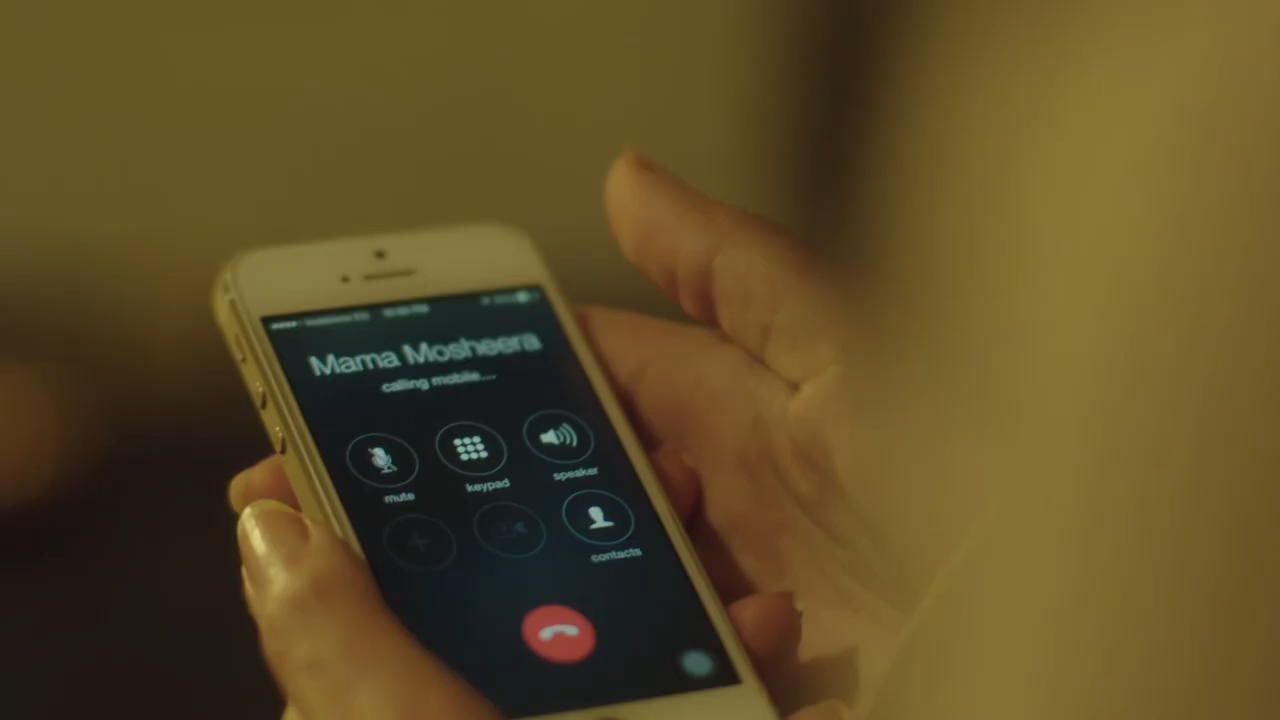 Mama Mosheera
calling mobile...
mute
keypad
speaker
contacts